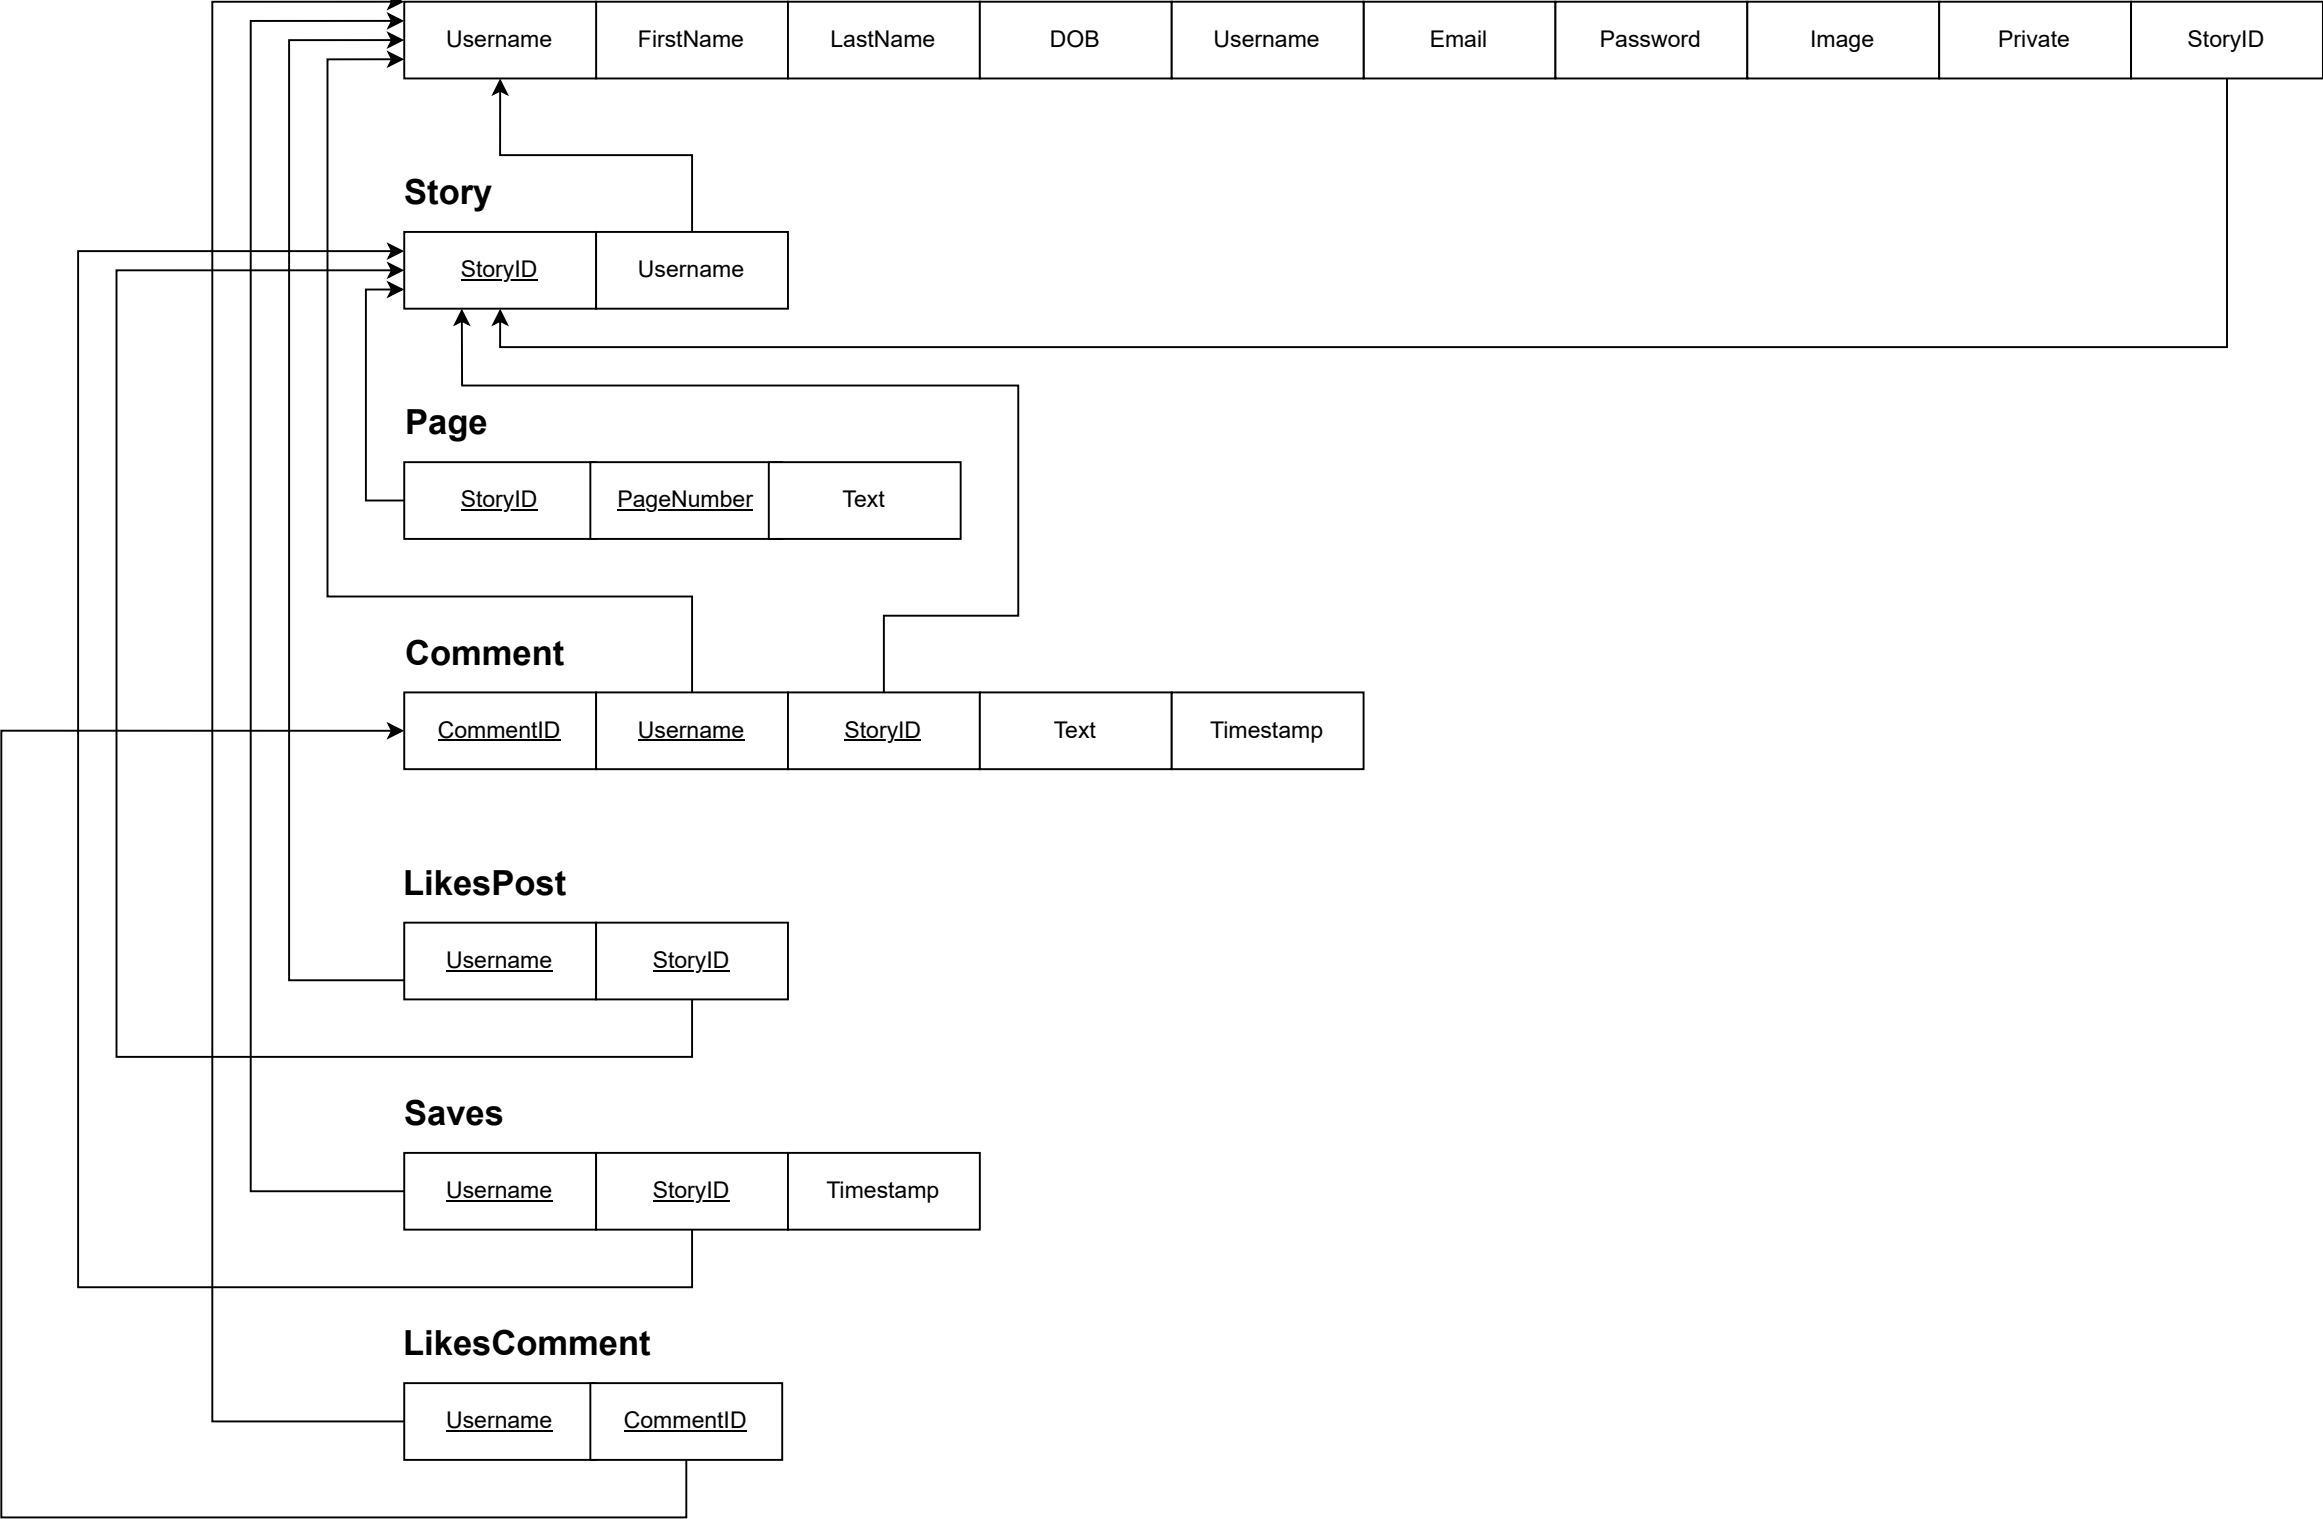 Username FirstName LastName DOB Username Email Password Image Private StoryID
Story
StoryID Username
Page
StoryID PageNumber Text
Comment
CommentID Username StoryID Text Timestamp
LikesPost
Username StoryID
Saves
Username StoryID Timestamp
LikesComment
Username CommentID